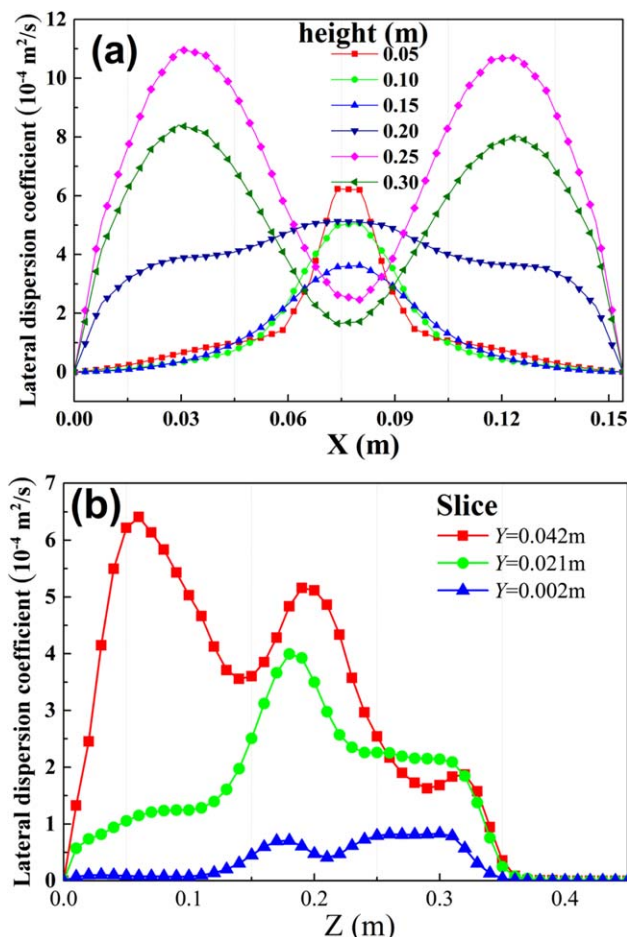 (a)
height (m)
0.05
0.10
0.15
0.20
0.25
0.30
Lateral dispersion coefficient (10⁻⁴ m²/s)
12
10
8
6
4
2
0
0.00 0.03 0.06 0.09 0.12 0.154
X (m)
(b)
Slice
Y=0.042m
Y=0.021m
Y=0.002m
Lateral dispersion coefficient (10⁻⁴ m²/s)
7
6
5
4
3
2
1
0
0.0 0.1 0.2 0.3 0.4
Z (m)